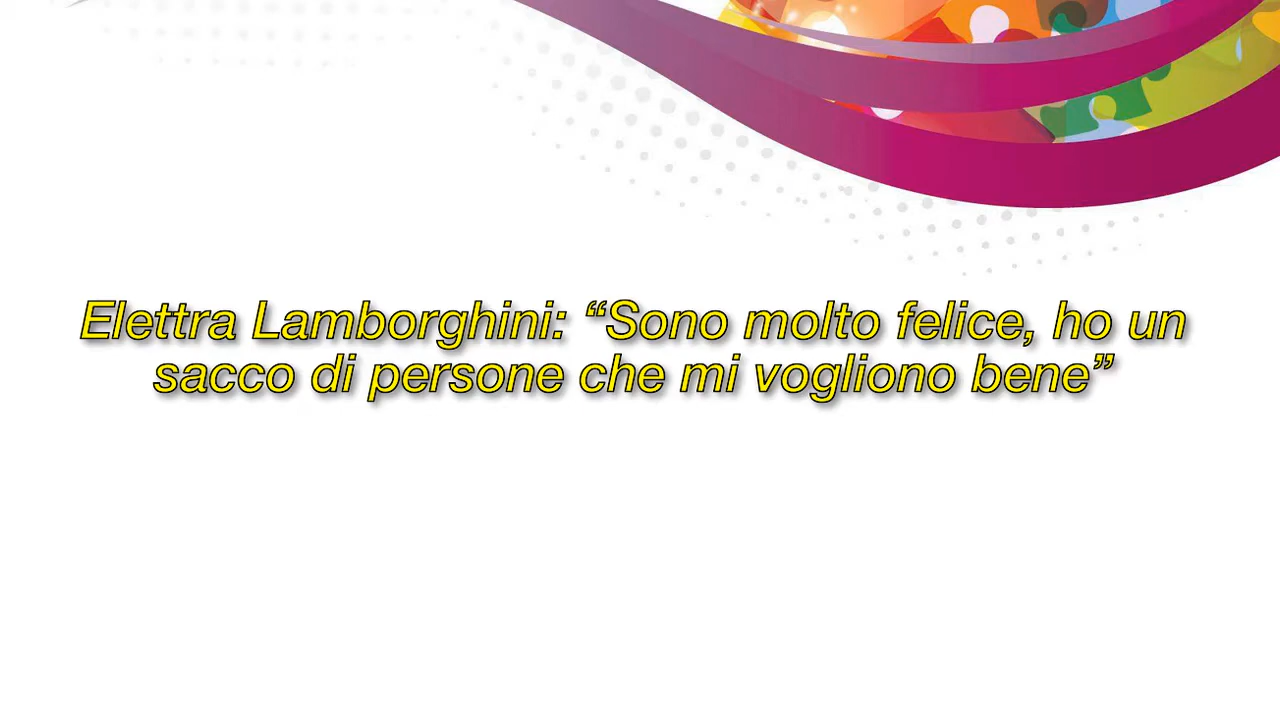 Elettra Lamborghini: “Sono molto felice, ho un
sacco di persone che mi vogliono bene”